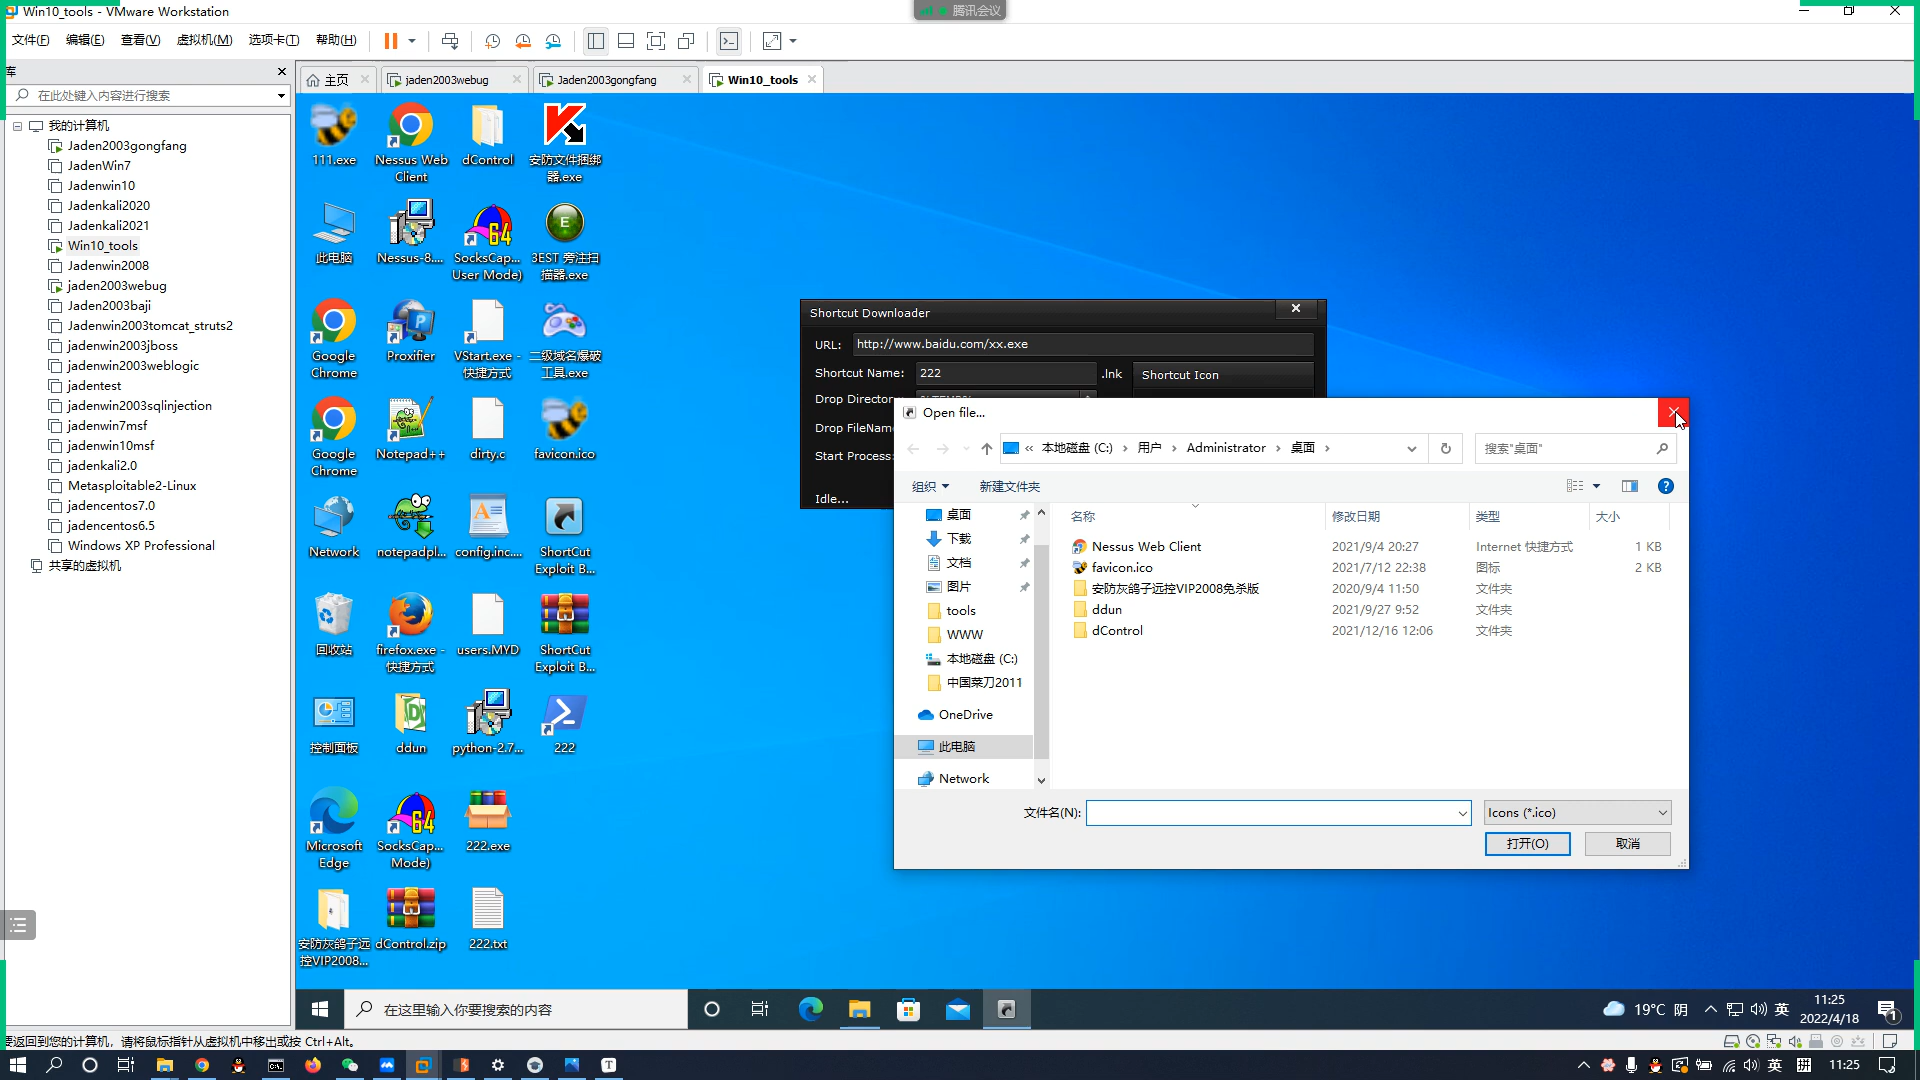 Win10_tools - VMware Workstation
腾讯会议
文件(F) 编辑(E) 查看(V) 虚拟机(M) 选项卡(T) 帮助(H)
库
在此处键入内容进行搜索
主页
jaden2003webug
Jaden2003gongfang
Win10_tools
我的计算机
Jaden2003gongfang
JadenWin7
Jadenwin10
Jadenkali2020
Jadenkali2021
Win10_tools
Jadenwin2008
jaden2003webug
Jaden2003baji
Jadenwin2003tomcat_struts2
jadenwin2003jboss
jadenwin2003weblogic
jadentest
jadenwin2003sqlinjection
jadenwin7msf
jadenwin10msf
jadenkali2.0
Metasploitable2-Linux
jadencentos7.0
jadencentos6.5
Windows XP Professional
共享的虚拟机
111.exe
Nessus Web Client
dControl
安防文件捆绑器.exe
此电脑
Nessus-8....
SocksCap... User Mode)
3EST 旁注扫描器.exe
Google Chrome
Proxifier
VStart.exe - 快捷方式
二级域名爆破工具.exe
Google Chrome
Notepad++
dirty.c
favicon.ico
Network
notepadpl...
config.inc....
ShortCut Exploit B...
回收站
firefox.exe - 快捷方式
users.MYD
ShortCut Exploit B...
控制面板
ddun
python-2.7...
222
Microsoft Edge
SocksCap... Mode)
222.exe
安防灰鸽子远控VIP2008...
dControl.zip
222.txt
Shortcut Downloader
URL: http://www.baidu.com/xx.exe
Shortcut Name: 222 .lnk Shortcut Icon
Drop Director
Drop FileNam
Start Process:
Idle...
Open file...
« 本地磁盘 (C:) › 用户 › Administrator › 桌面 ›
搜索"桌面"
组织 新建文件夹
桌面
下载
文档
图片
tools
WWW
本地磁盘 (C:)
中国菜刀2011
OneDrive
此电脑
Network
名称 修改日期 类型 大小
Nessus Web Client 2021/9/4 20:27 Internet 快捷方式 1 KB
favicon.ico 2021/7/12 22:38 图标 2 KB
安防灰鸽子远控VIP2008免杀版 2020/9/4 11:50 文件夹
ddun 2021/9/27 9:52 文件夹
dControl 2021/12/16 12:06 文件夹
文件名(N):
Icons (*.ico)
打开(O) 取消
在这里输入你要搜索的内容
19°C 阴
英
11:25
2022/4/18
1
要返回到您的计算机，请将鼠标指针从虚拟机中移出或按 Ctrl+Alt。
英
拼
11:25